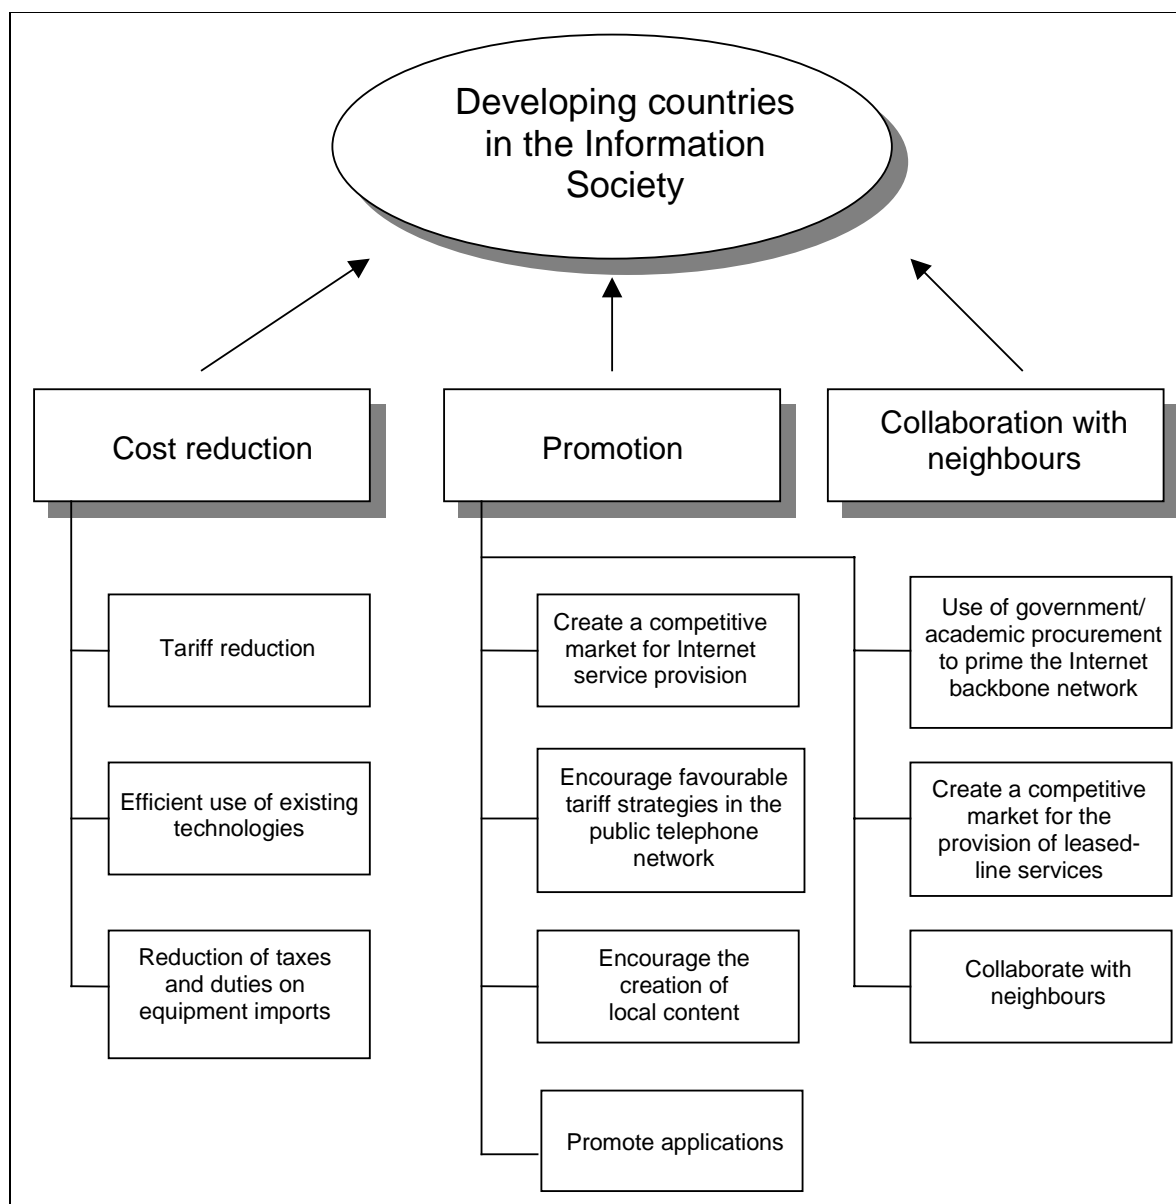 Developing countries
in the Information
Society
Cost reduction
Promotion
Collaboration with
neighbours
Tariff reduction
Efficient use of existing
technologies
Reduction of taxes
and duties on
equipment imports
Create a competitive
market for Internet
service provision
Encourage favourable
tariff strategies in the
public telephone
network
Encourage the
creation of
local content
Promote applications
Use of government/
academic procurement
to prime the Internet
backbone network
Create a competitive
market for the
provision of leased-
line services
Collaborate with
neighbours